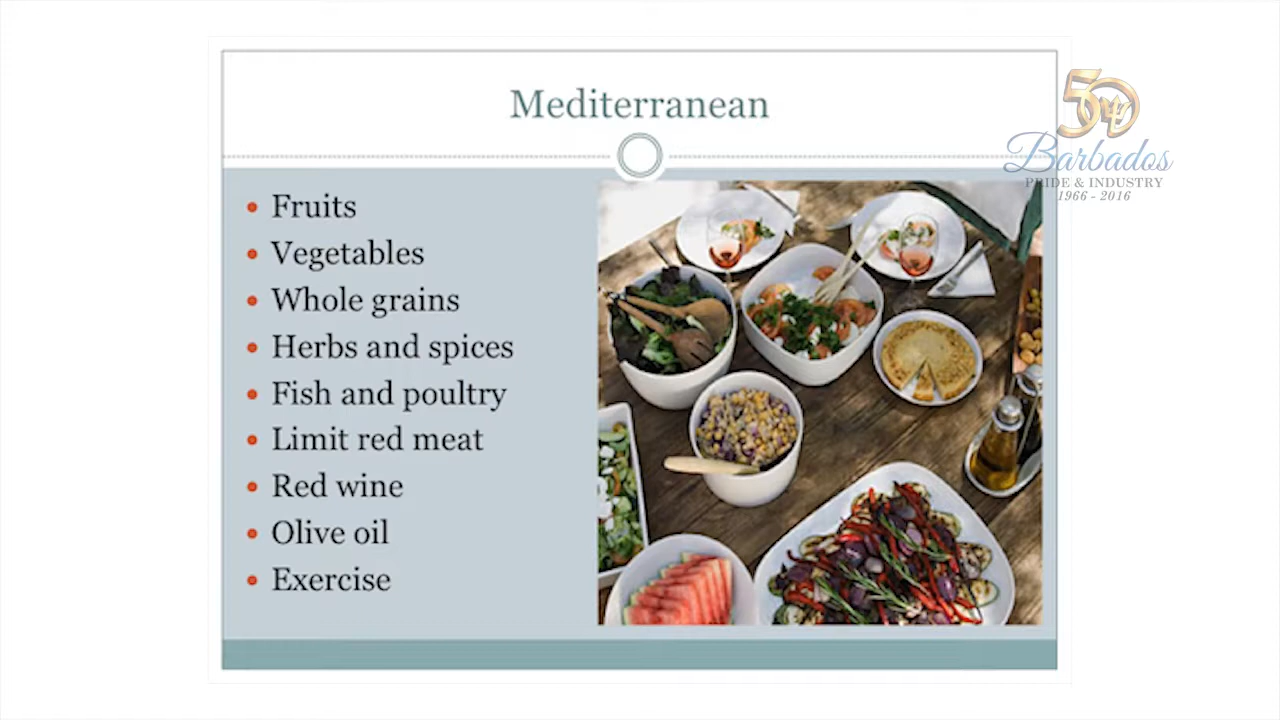 Mediterranean
Fruits
Vegetables
Whole grains
Herbs and spices
Fish and poultry
Limit red meat
Red wine
Olive oil
Exercise
50
Barbados
PRIDE & INDUSTRY
1966 - 2016